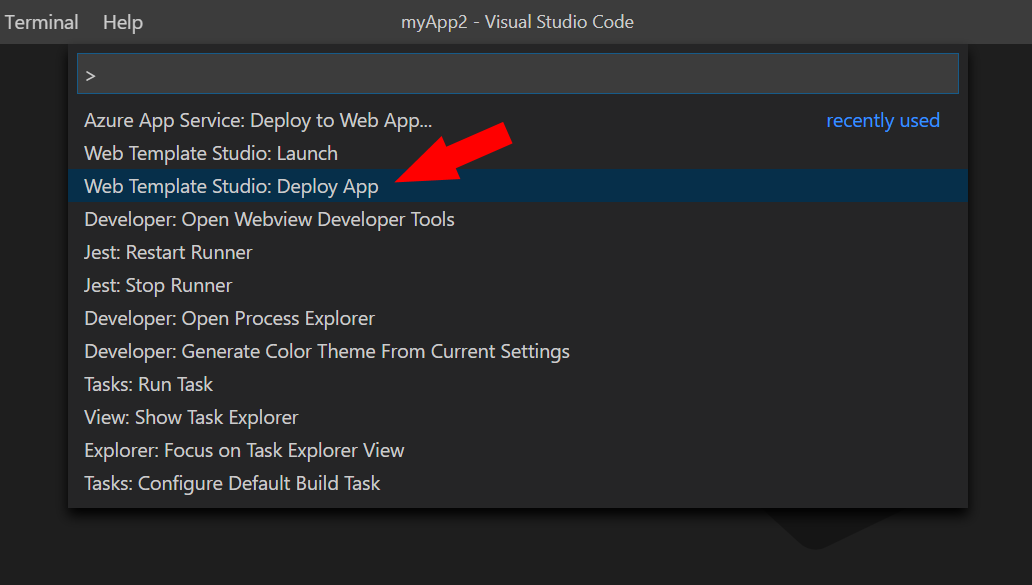 Terminal Help myApp2 - Visual Studio Code
>
Azure App Service: Deploy to Web App... recently used
Web Template Studio: Launch
Web Template Studio: Deploy App
Developer: Open Webview Developer Tools
Jest: Restart Runner
Jest: Stop Runner
Developer: Open Process Explorer
Developer: Generate Color Theme From Current Settings
Tasks: Run Task
View: Show Task Explorer
Explorer: Focus on Task Explorer View
Tasks: Configure Default Build Task